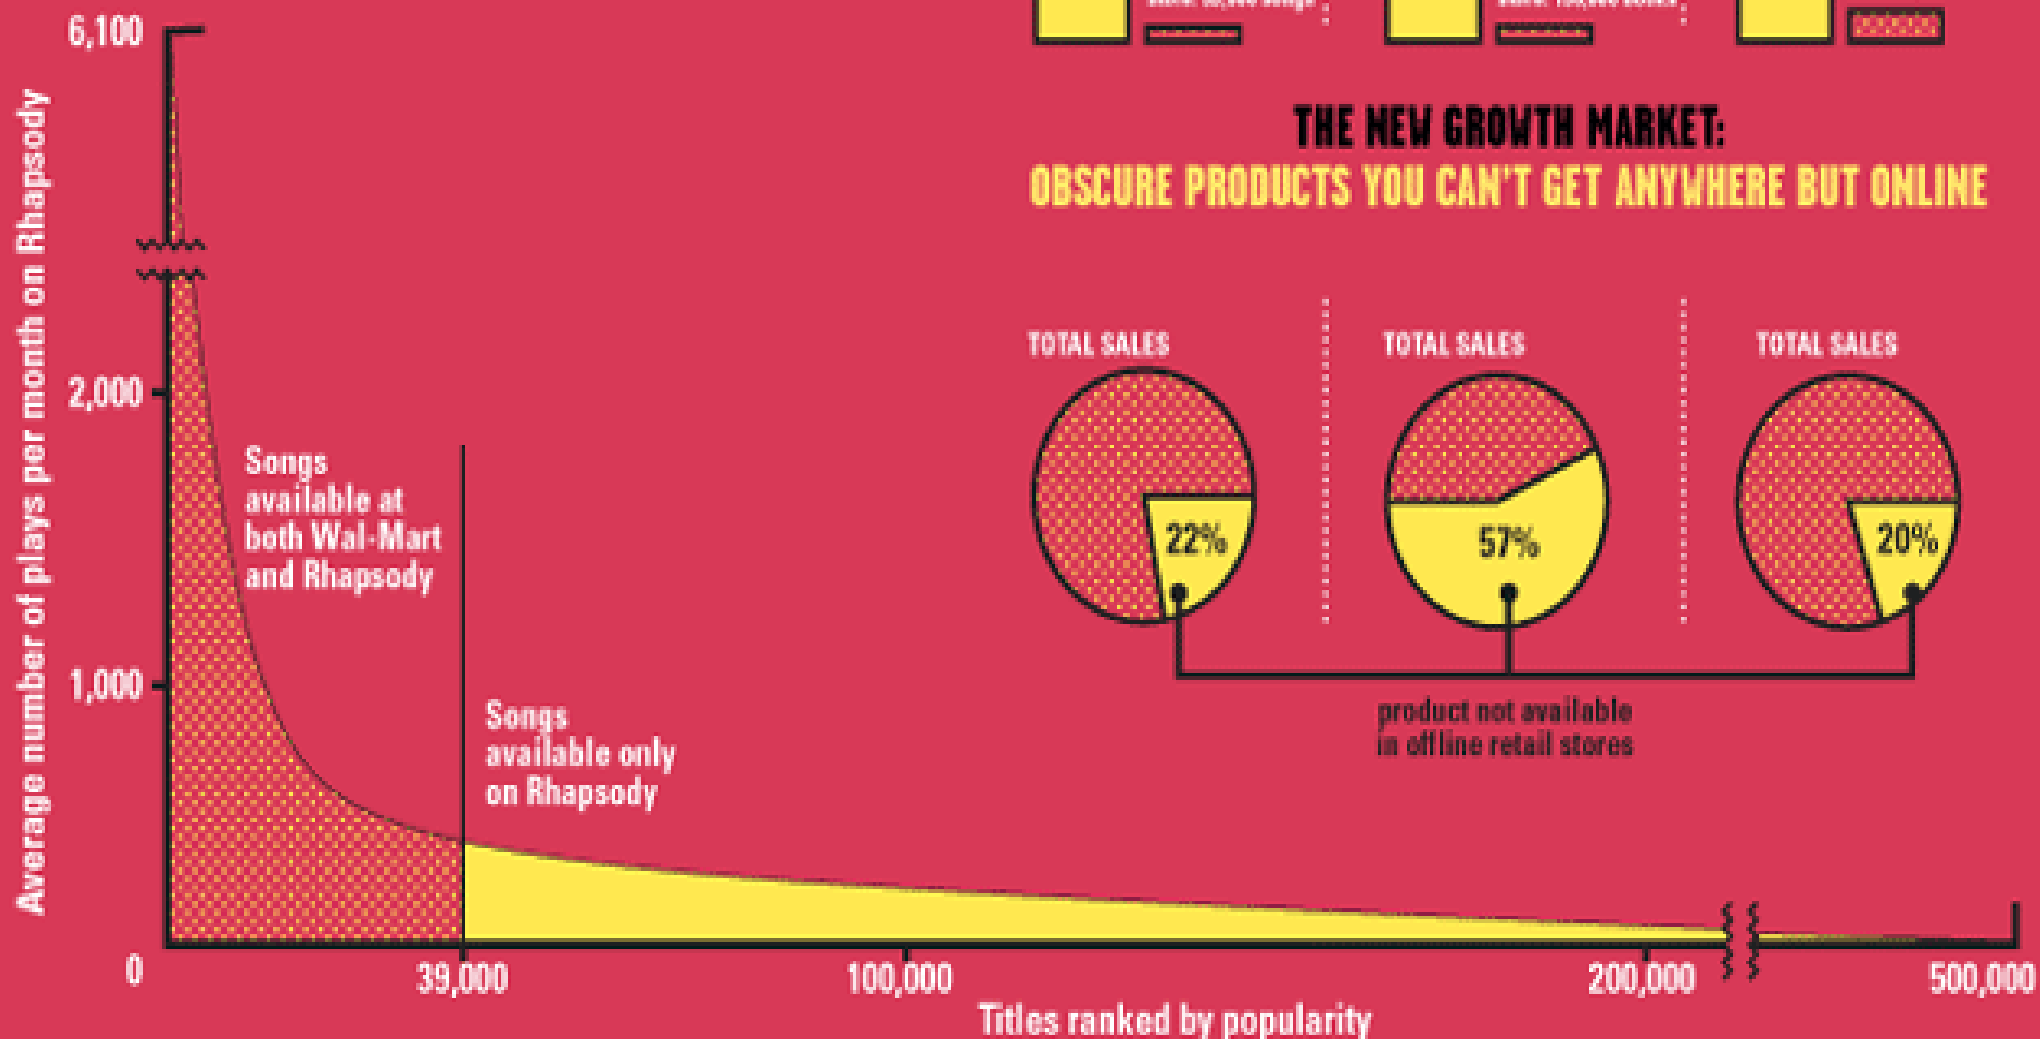 6,100
2,000
1,000
0
Average number of plays per month on Rhapsody
Songs
available at
both Wal-Mart
and Rhapsody
Songs
available only
on Rhapsody
39,000
100,000
200,000
500,000
Titles ranked by popularity
THE NEW GROWTH MARKET:
OBSCURE PRODUCTS YOU CAN'T GET ANYWHERE BUT ONLINE
TOTAL SALES
TOTAL SALES
TOTAL SALES
22%
57%
20%
product not available
in offline retail stores